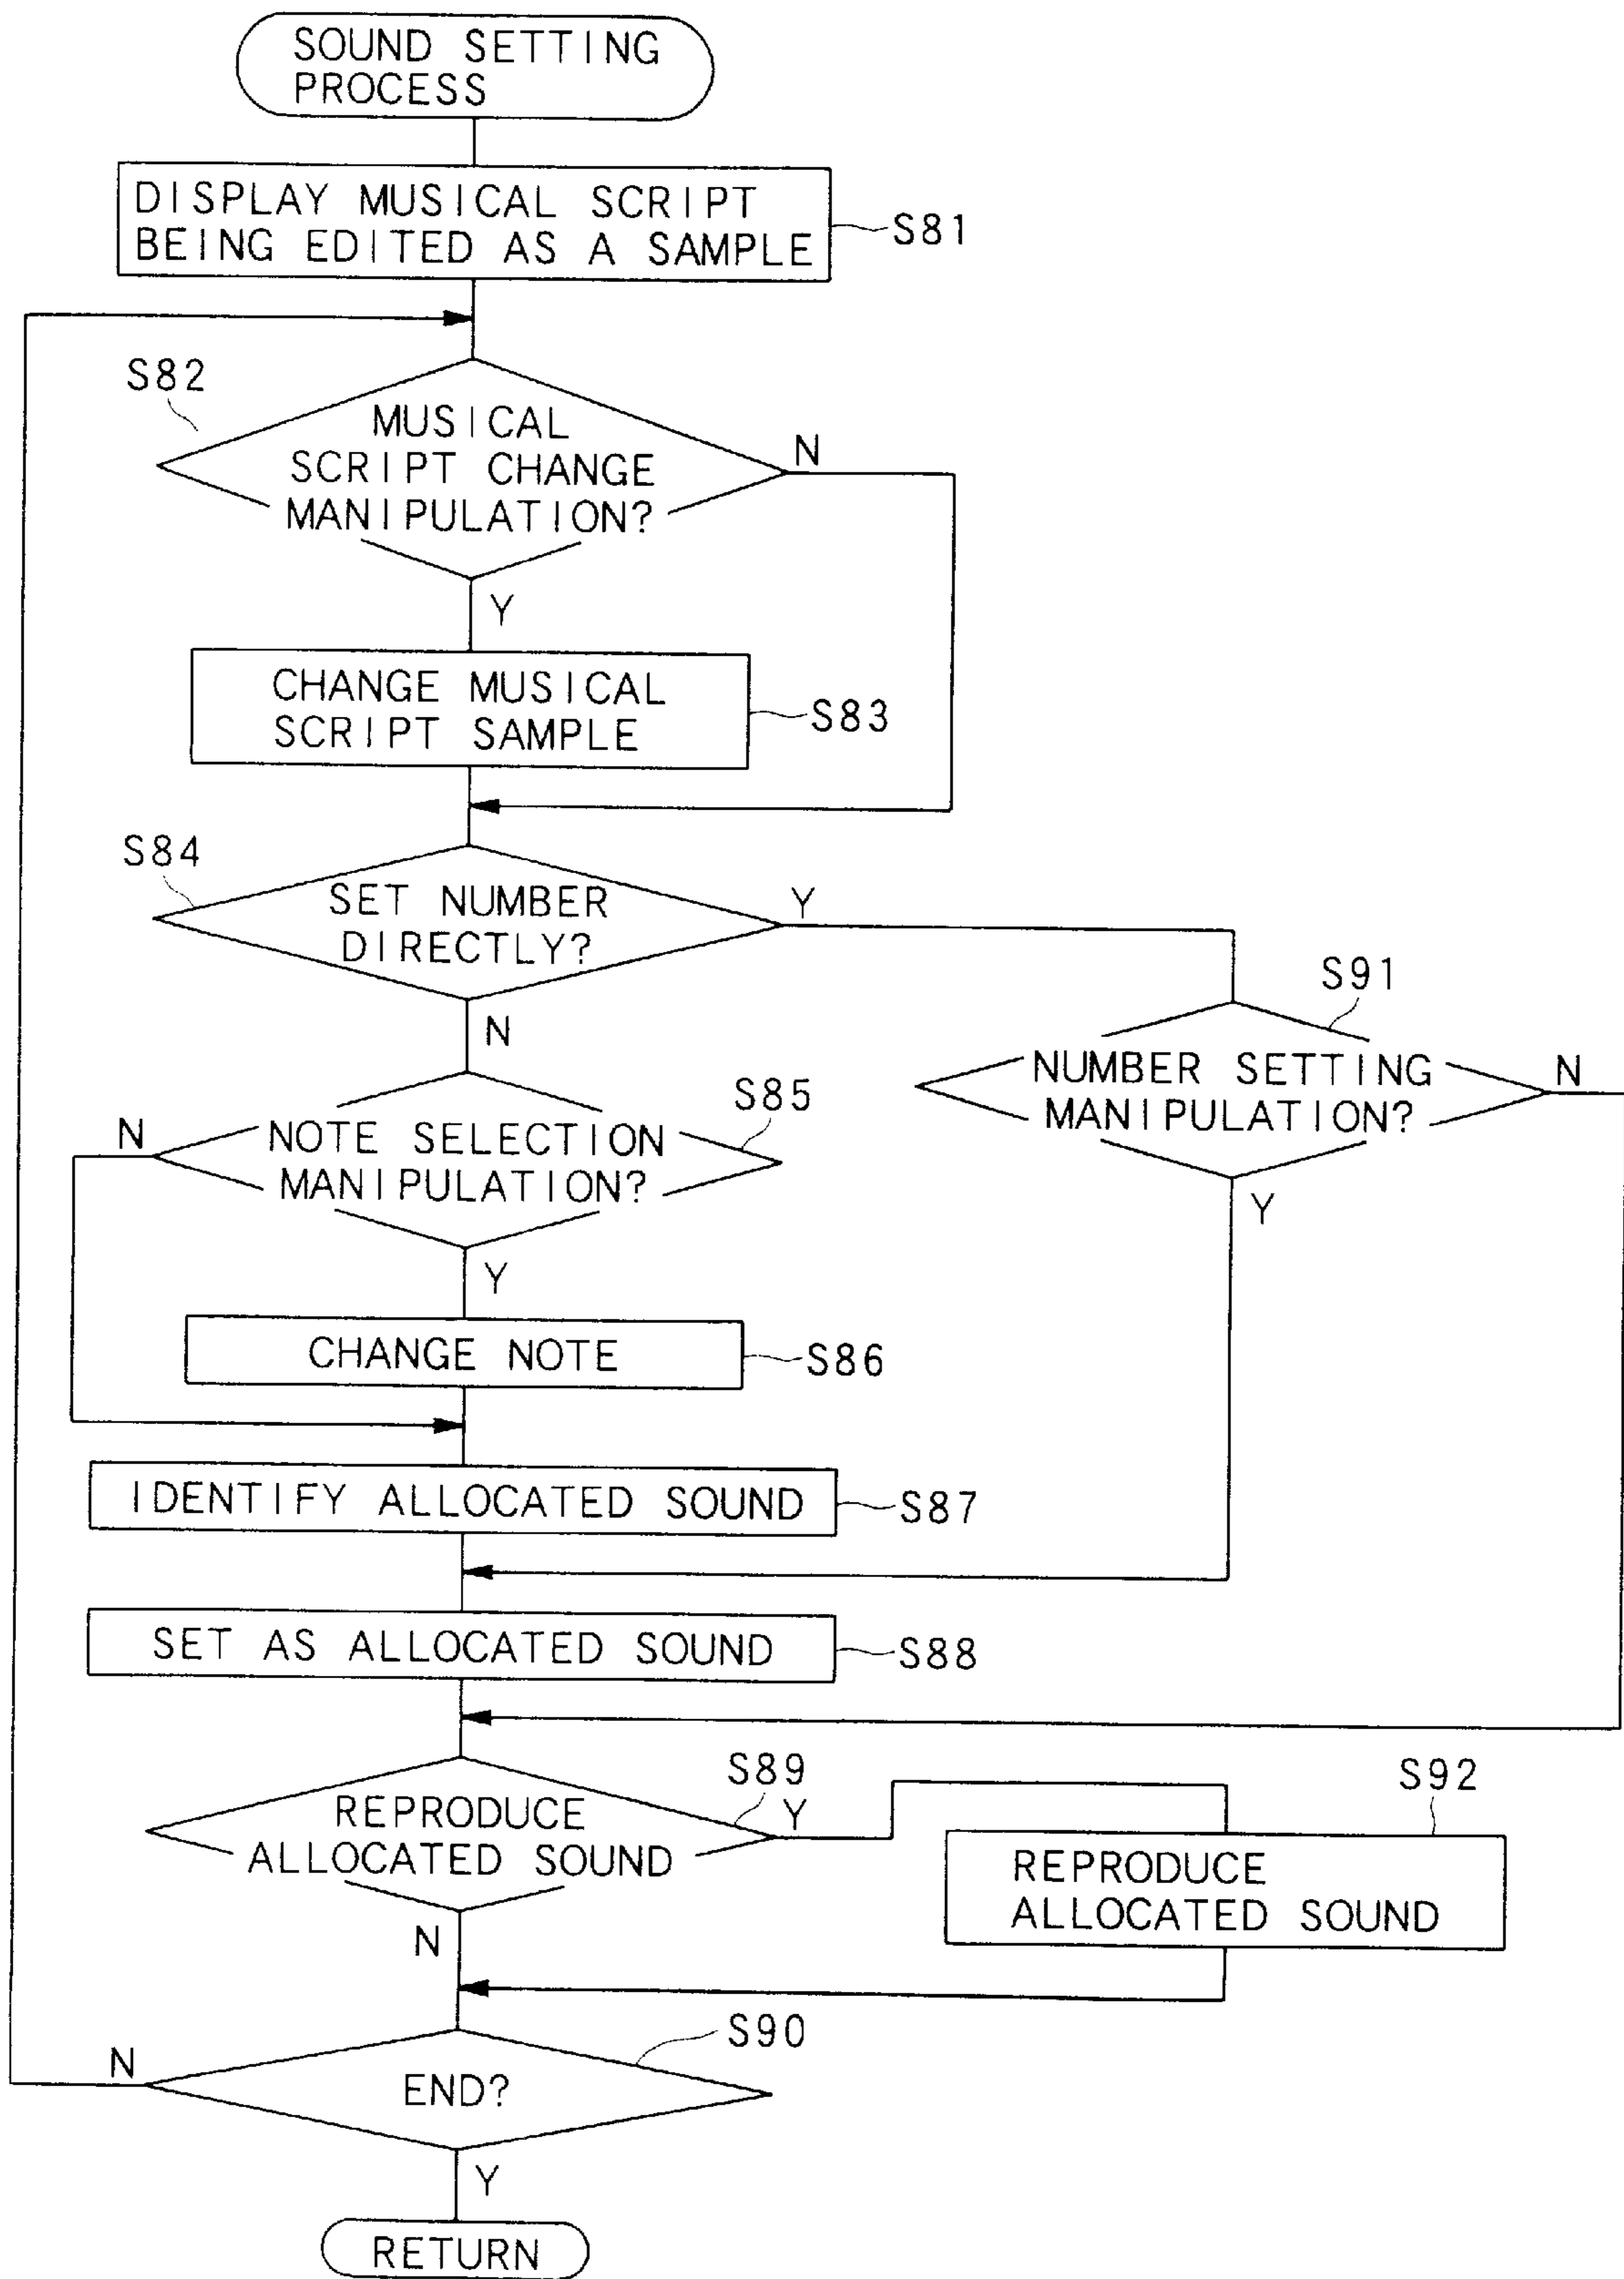 SOUND SETTING
PROCESS
DISPLAY MUSICAL SCRIPT
BEING EDITED AS A SAMPLE
S81
S82
MUSICAL
SCRIPT CHANGE
MANIPULATION?
N
Y
CHANGE MUSICAL
SCRIPT SAMPLE
S83
S84
SET NUMBER
DIRECTLY?
Y
N
S91
NUMBER SETTING
MANIPULATION?
N
Y
S85
N
NOTE SELECTION
MANIPULATION?
Y
CHANGE NOTE
S86
IDENTIFY ALLOCATED SOUND
S87
SET AS ALLOCATED SOUND
S88
S89
REPRODUCE
ALLOCATED SOUND
Y
N
S92
REPRODUCE
ALLOCATED SOUND
S90
N
END?
Y
RETURN